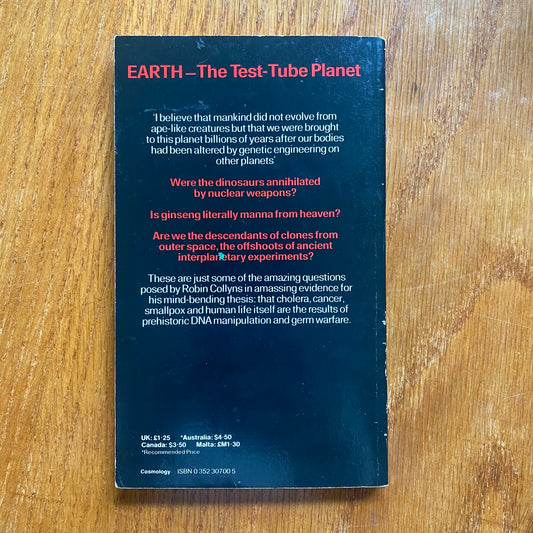 EARTH – The Test-Tube Planet
'I believe that mankind did not evolve from
ape-like creatures but that we were brought
to this planet billions of years after our bodies
had been altered by genetic engineering on
other planets'
Were the dinosaurs annihilated
by nuclear weapons?
Is ginseng literally manna from heaven?
Are we the descendants of clones from
outer space, the offshoots of ancient
interplanetary experiments?
These are just some of the amazing questions
posed by Robin Collyns in amassing evidence for
his mind-bending thesis: that cholera, cancer,
smallpox and human life itself are the results of
prehistoric DNA manipulation and germ warfare.
UK: £1·25 *Australia: $4·50
Canada: $3·50 Malta: £M1·30
*Recommended Price
Cosmology ISBN 0 352 30700 5